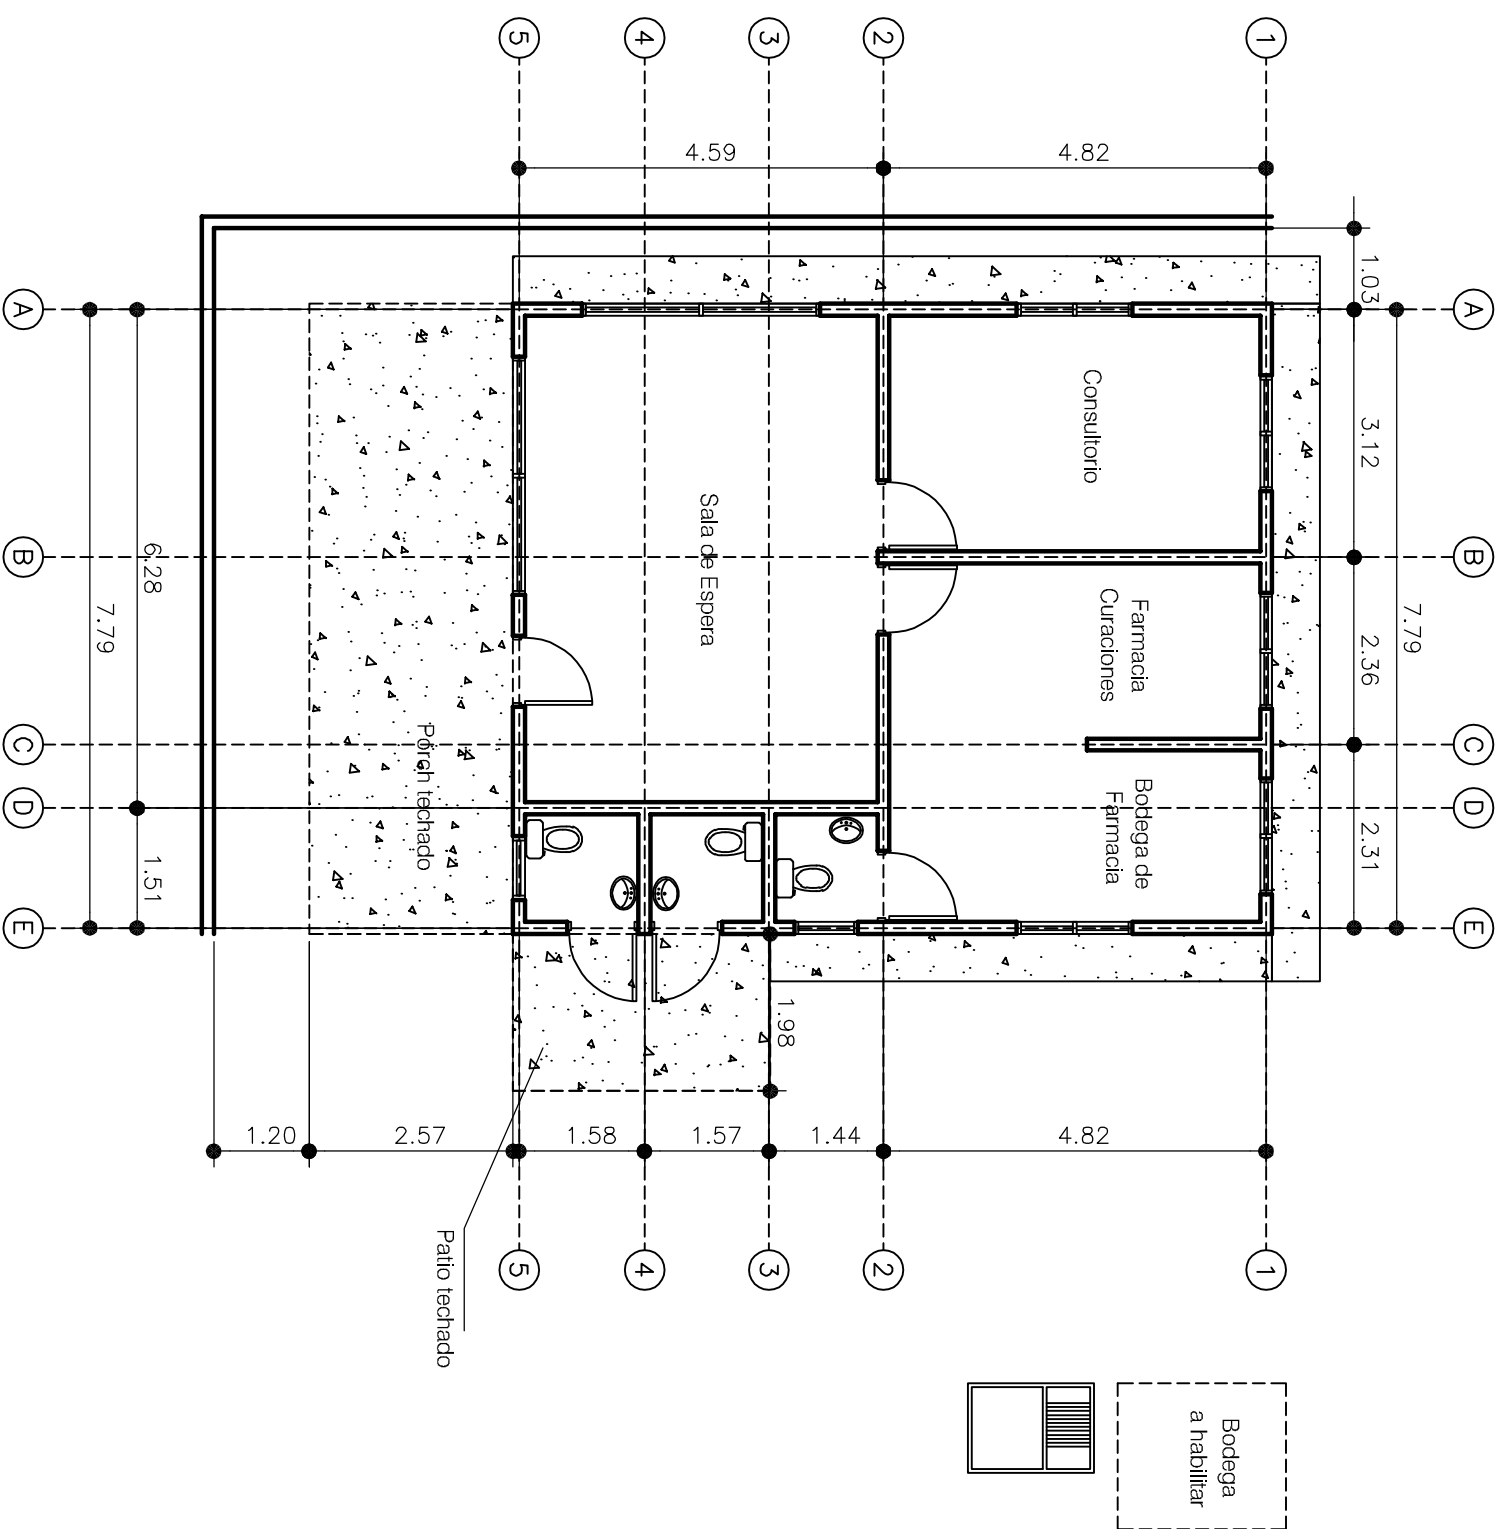 5
4
3
2
1
4.59
4.82
1.03
A
A
3.12
Consultorio
Sala de Espera
B
B
6.28
7.79
7.79
Farmacia
Curaciones
2.36
Porch techado
C
C
D
Bodega de
Farmacia
D
2.31
1.51
E
E
1.98
1.20
2.57
1.58
1.57
1.44
4.82
Patio techado
5
4
3
2
1
Bodega
a habilitar